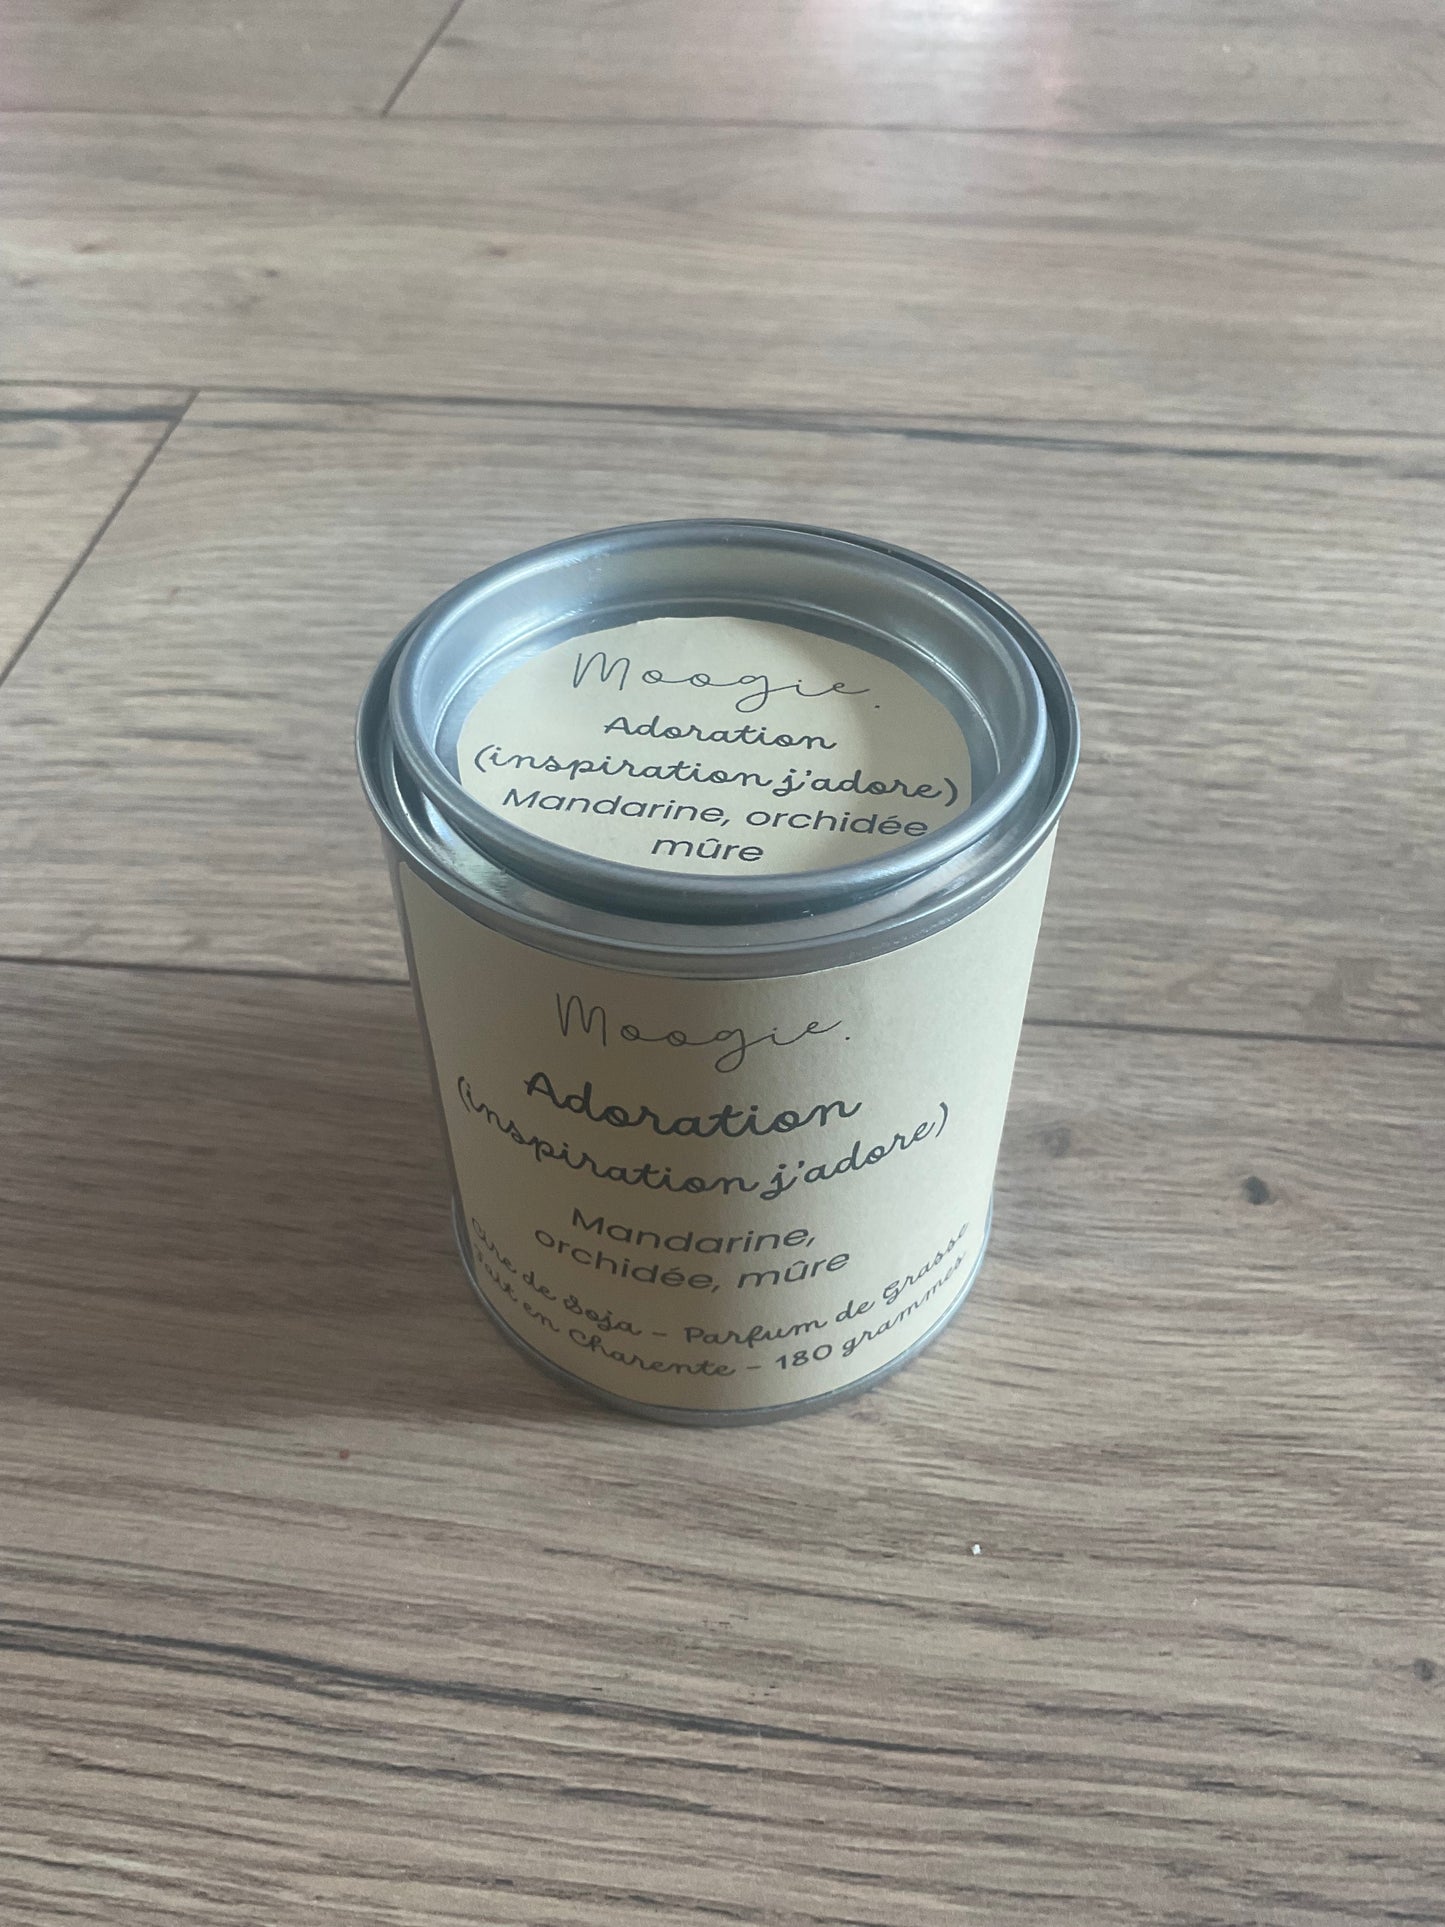 Moogie.
Adoration
(inspiration j'adore)
Mandarine, orchidée
mûre
Moogie.
Adoration
(inspiration j'adore)
Mandarine,
orchidée, mûre
Cire de Soja - Parfum de Grasse
Fait en Charente - 180 grammes